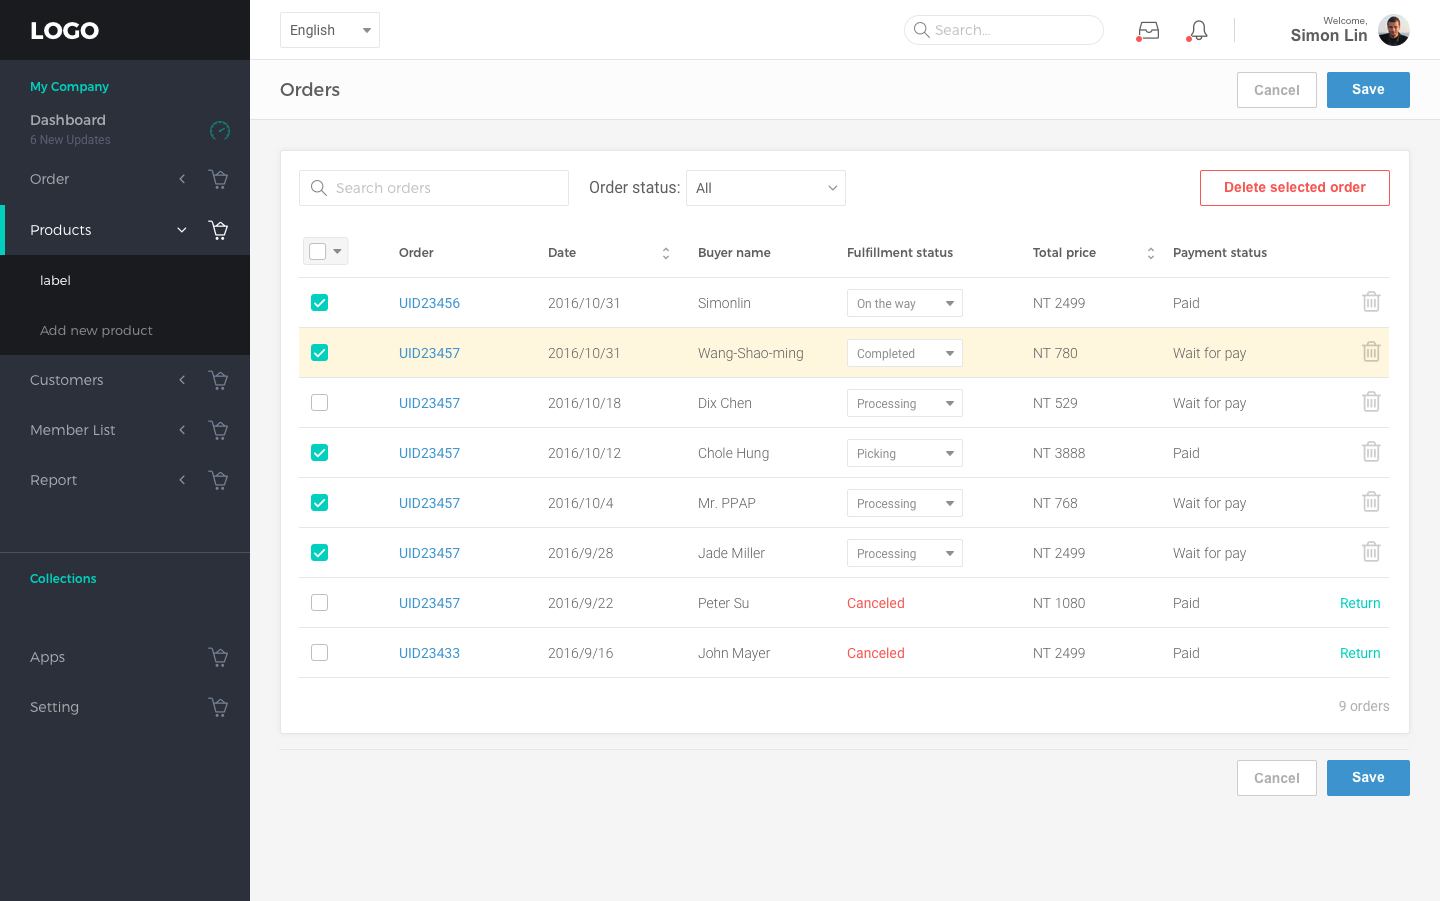 LOGO
English
Search...
Welcome,
Simon Lin
My Company
Dashboard
6 New Updates
Order
Products
label
Add new product
Customers
Member List
Report
Collections
Apps
Setting
Orders
Cancel
Save
Search orders
Order status: All
Delete selected order
Order Date Buyer name Fulfillment status Total price Payment status
UID23456 2016/10/31 Simonlin On the way NT 2499 Paid
UID23457 2016/10/31 Wang-Shao-ming Completed NT 780 Wait for pay
UID23457 2016/10/18 Dix Chen Processing NT 529 Wait for pay
UID23457 2016/10/12 Chole Hung Picking NT 3888 Paid
UID23457 2016/10/4 Mr. PPAP Processing NT 768 Wait for pay
UID23457 2016/9/28 Jade Miller Processing NT 2499 Wait for pay
UID23457 2016/9/22 Peter Su Canceled NT 1080 Paid Return
UID23433 2016/9/16 John Mayer Canceled NT 2499 Paid Return
9 orders
Cancel
Save